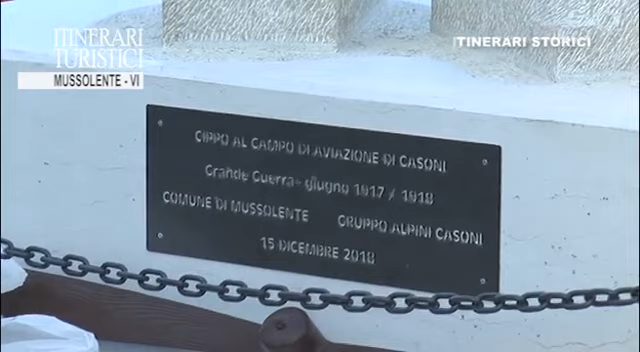 ITINERARI
TURISTICI
MUSSOLENTE - VI
ITINERARI STORICI
CIPPO AL CAMPO DI AVIAZIONE DI CASONI
Grande Guerra - giugno 1917 / 1918
COMUNE DI MUSSOLENTE GRUPPO ALPINI CASONI
15 DICEMBRE 2018